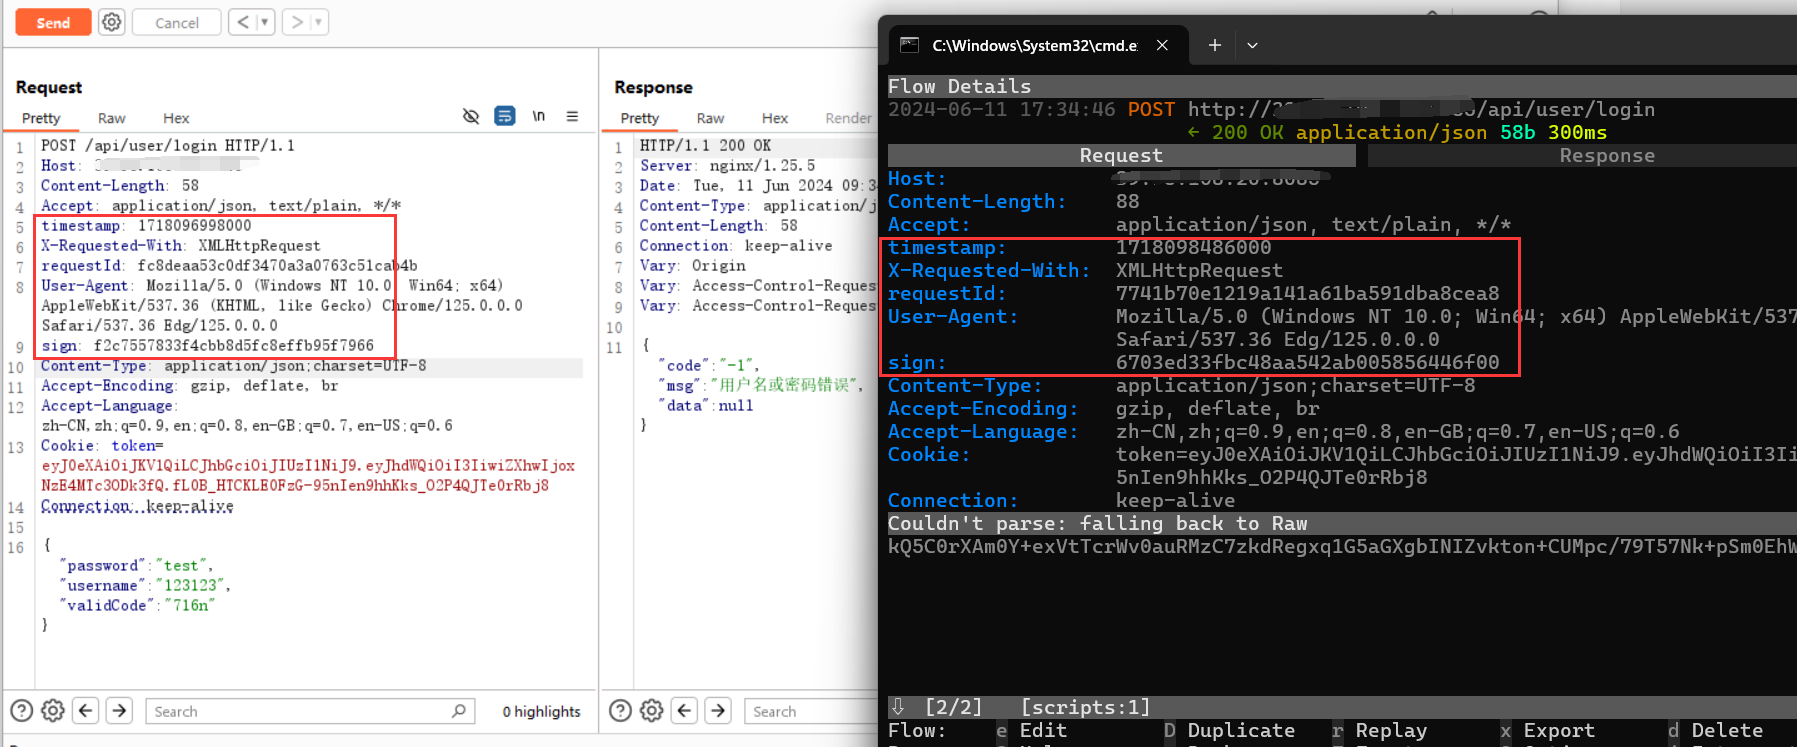 Send
Cancel
Request
Pretty Raw Hex
\n
1 POST /api/user/login HTTP/1.1
2 Host:
3 Content-Length: 58
4 Accept: application/json, text/plain, */*
5 timestamp: 1718096998000
6 X-Requested-With: XMLHttpRequest
7 requestId: fc8deaa53c0df3470a3a0763c51cab4b
8 User-Agent: Mozilla/5.0 (Windows NT 10.0; Win64; x64)
AppleWebKit/537.36 (KHTML, like Gecko) Chrome/125.0.0.0
Safari/537.36 Edg/125.0.0.0
9 sign: f2c7557833f4cbb8d5fc8effb95f7966
10 Content-Type: application/json;charset=UTF-8
11 Accept-Encoding: gzip, deflate, br
12 Accept-Language:
zh-CN,zh;q=0.9,en;q=0.8,en-GB;q=0.7,en-US;q=0.6
13 Cookie: token=
eyJ0eXAiOiJKV1QiLCJhbGciOiJIUzI1NiJ9.eyJhdWQiOiI3IiwiZXhwIjox
NzE4MTc3ODk3fQ.fL0B_HTCKLE0FzG-95nIen9hhKks_O2P4QJTe0rRbj8
14 Connection: keep-alive
15
16 {
"password":"test",
"username":"123123",
"validCode":"716n"
}
Search
0 highlights
Response
Pretty Raw Hex Render
1 HTTP/1.1 200 OK
2 Server: nginx/1.25.5
3 Date: Tue, 11 Jun 2024 09:34
4 Content-Type: application/j
5 Content-Length: 58
6 Connection: keep-alive
7 Vary: Origin
8 Vary: Access-Control-Reques
9 Vary: Access-Control-Reques
10
11 {
"code":"-1",
"msg":"用户名或密码错误",
"data":null
}
Search
C:\Windows\System32\cmd.e
Flow Details
2024-06-11 17:34:46 POST http:// /api/user/login
← 200 OK application/json 58b 300ms
Request Response
Host:
Content-Length: 88
Accept: application/json, text/plain, */*
timestamp: 1718098486000
X-Requested-With: XMLHttpRequest
requestId: 7741b70e1219a141a61ba591dba8cea8
User-Agent: Mozilla/5.0 (Windows NT 10.0; Win64; x64) AppleWebKit/537
Safari/537.36 Edg/125.0.0.0
sign: 6703ed33fbc48aa542ab005856446f00
Content-Type: application/json;charset=UTF-8
Accept-Encoding: gzip, deflate, br
Accept-Language: zh-CN,zh;q=0.9,en;q=0.8,en-GB;q=0.7,en-US;q=0.6
Cookie: token=eyJ0eXAiOiJKV1QiLCJhbGciOiJIUzI1NiJ9.eyJhdWQiOiI3Ii
5nIen9hhKks_O2P4QJTe0rRbj8
Connection: keep-alive
Couldn't parse: falling back to Raw
kQ5C0rXAm0Y+exVtTcrWv0auRMzC7zkdRegxq1G5aGXgbINIZvkton+CUMpc/79T57Nk+pSm0EhW
⇩ [2/2] [scripts:1]
Flow: e Edit D Duplicate r Replay x Export d Delete